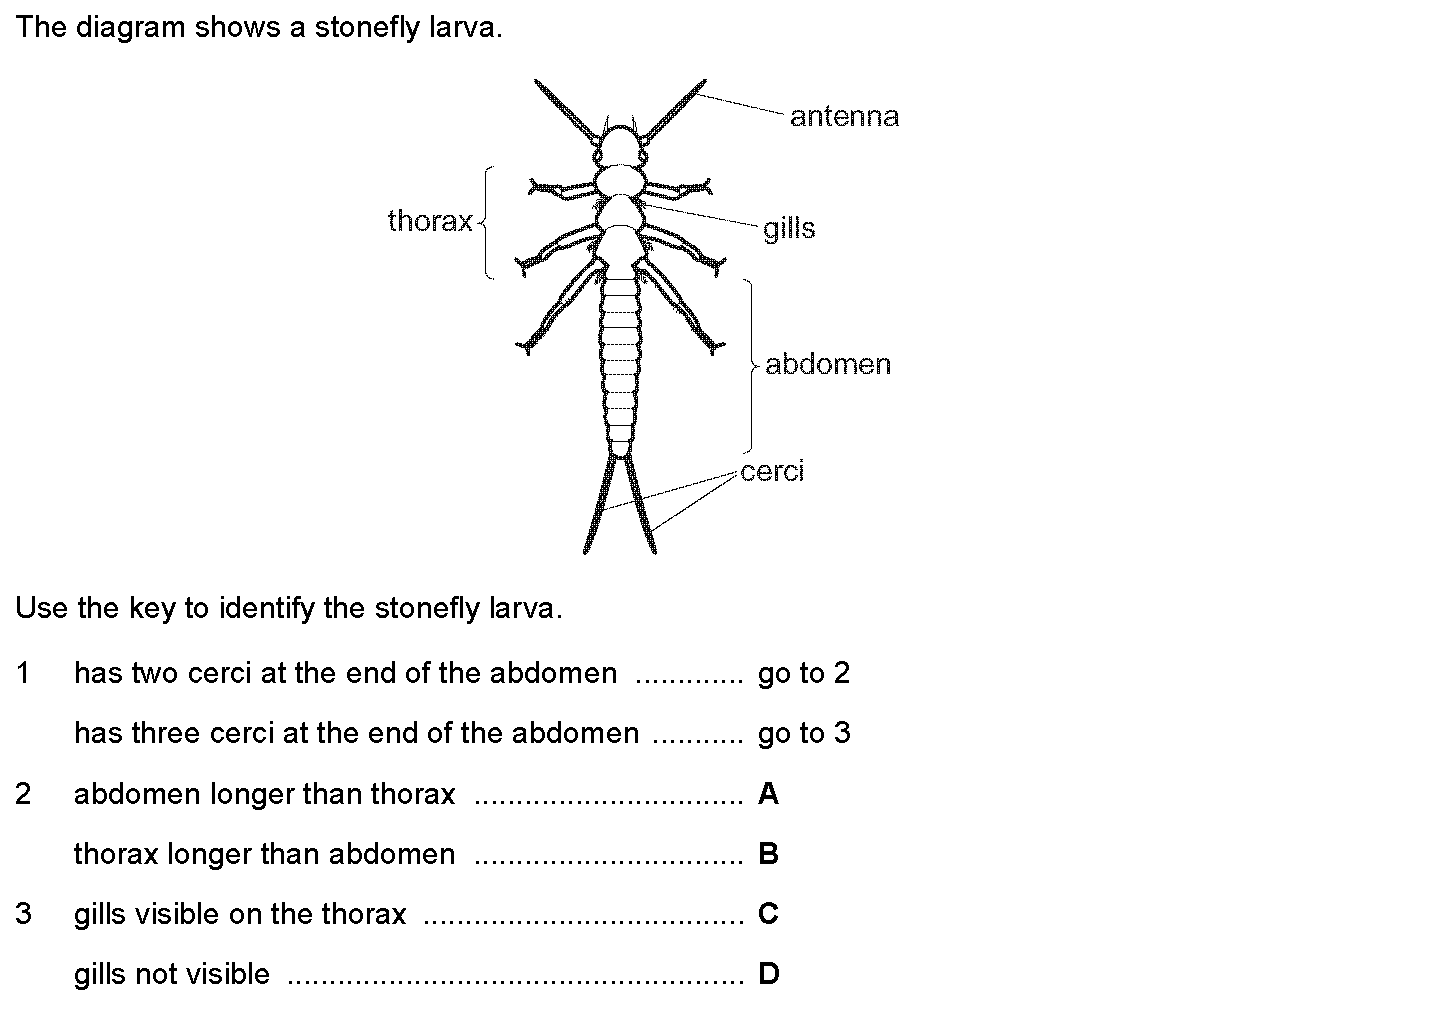 The diagram shows a stonefly larva.
antenna
thorax
gills
abdomen
cerci
Use the key to identify the stonefly larva.
1 has two cerci at the end of the abdomen ............. go to 2
has three cerci at the end of the abdomen ........... go to 3
2 abdomen longer than thorax ................................ A
thorax longer than abdomen ................................ B
3 gills visible on the thorax ...................................... C
gills not visible ...................................................... D